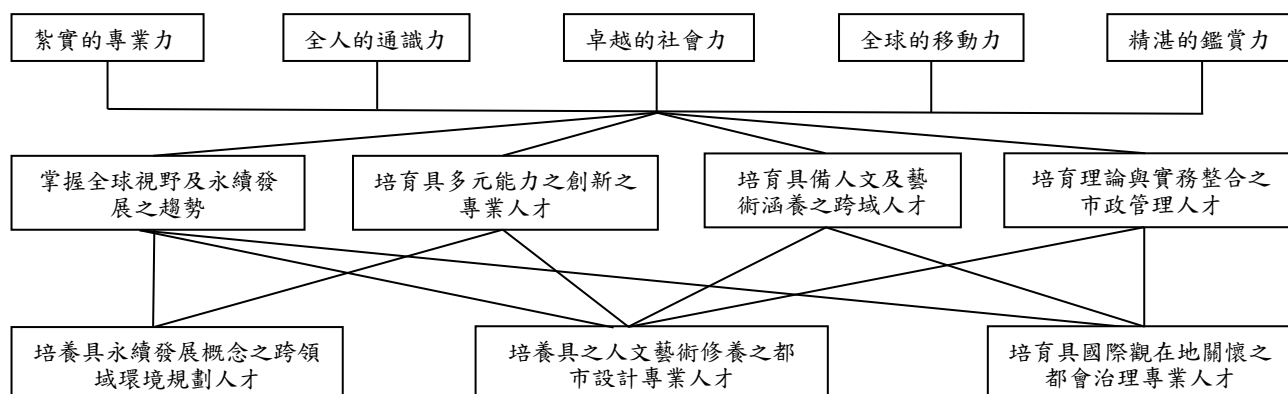 紮實的專業力
全人的通識力
卓越的社會力
全球的移動力
精湛的鑑賞力
掌握全球視野及永續發
展之趨勢
培育具多元能力之創新之
專業人才
培育具備人文及藝
術涵養之跨域人才
培育理論與實務整合之
市政管理人才
培養具永續發展概念之跨領
域環境規劃人才
培養具之人文藝術修養之都
市設計專業人才
培育具國際觀在地關懷之
都會治理專業人才